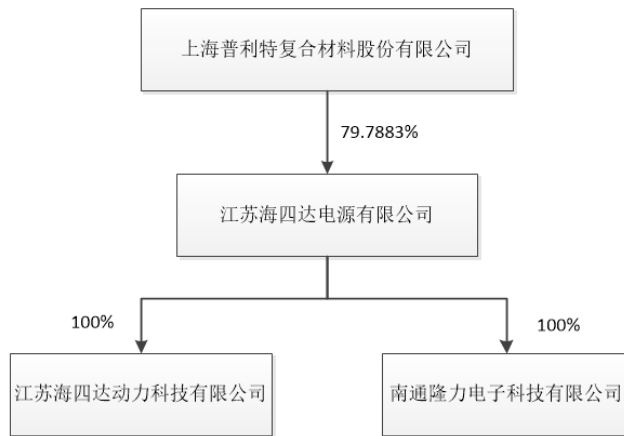 上海普利特复合材料股份有限公司
79.7883%
江苏海四达电源有限公司
100%
100%
江苏海四达动力科技有限公司
南通隆力电子科技有限公司